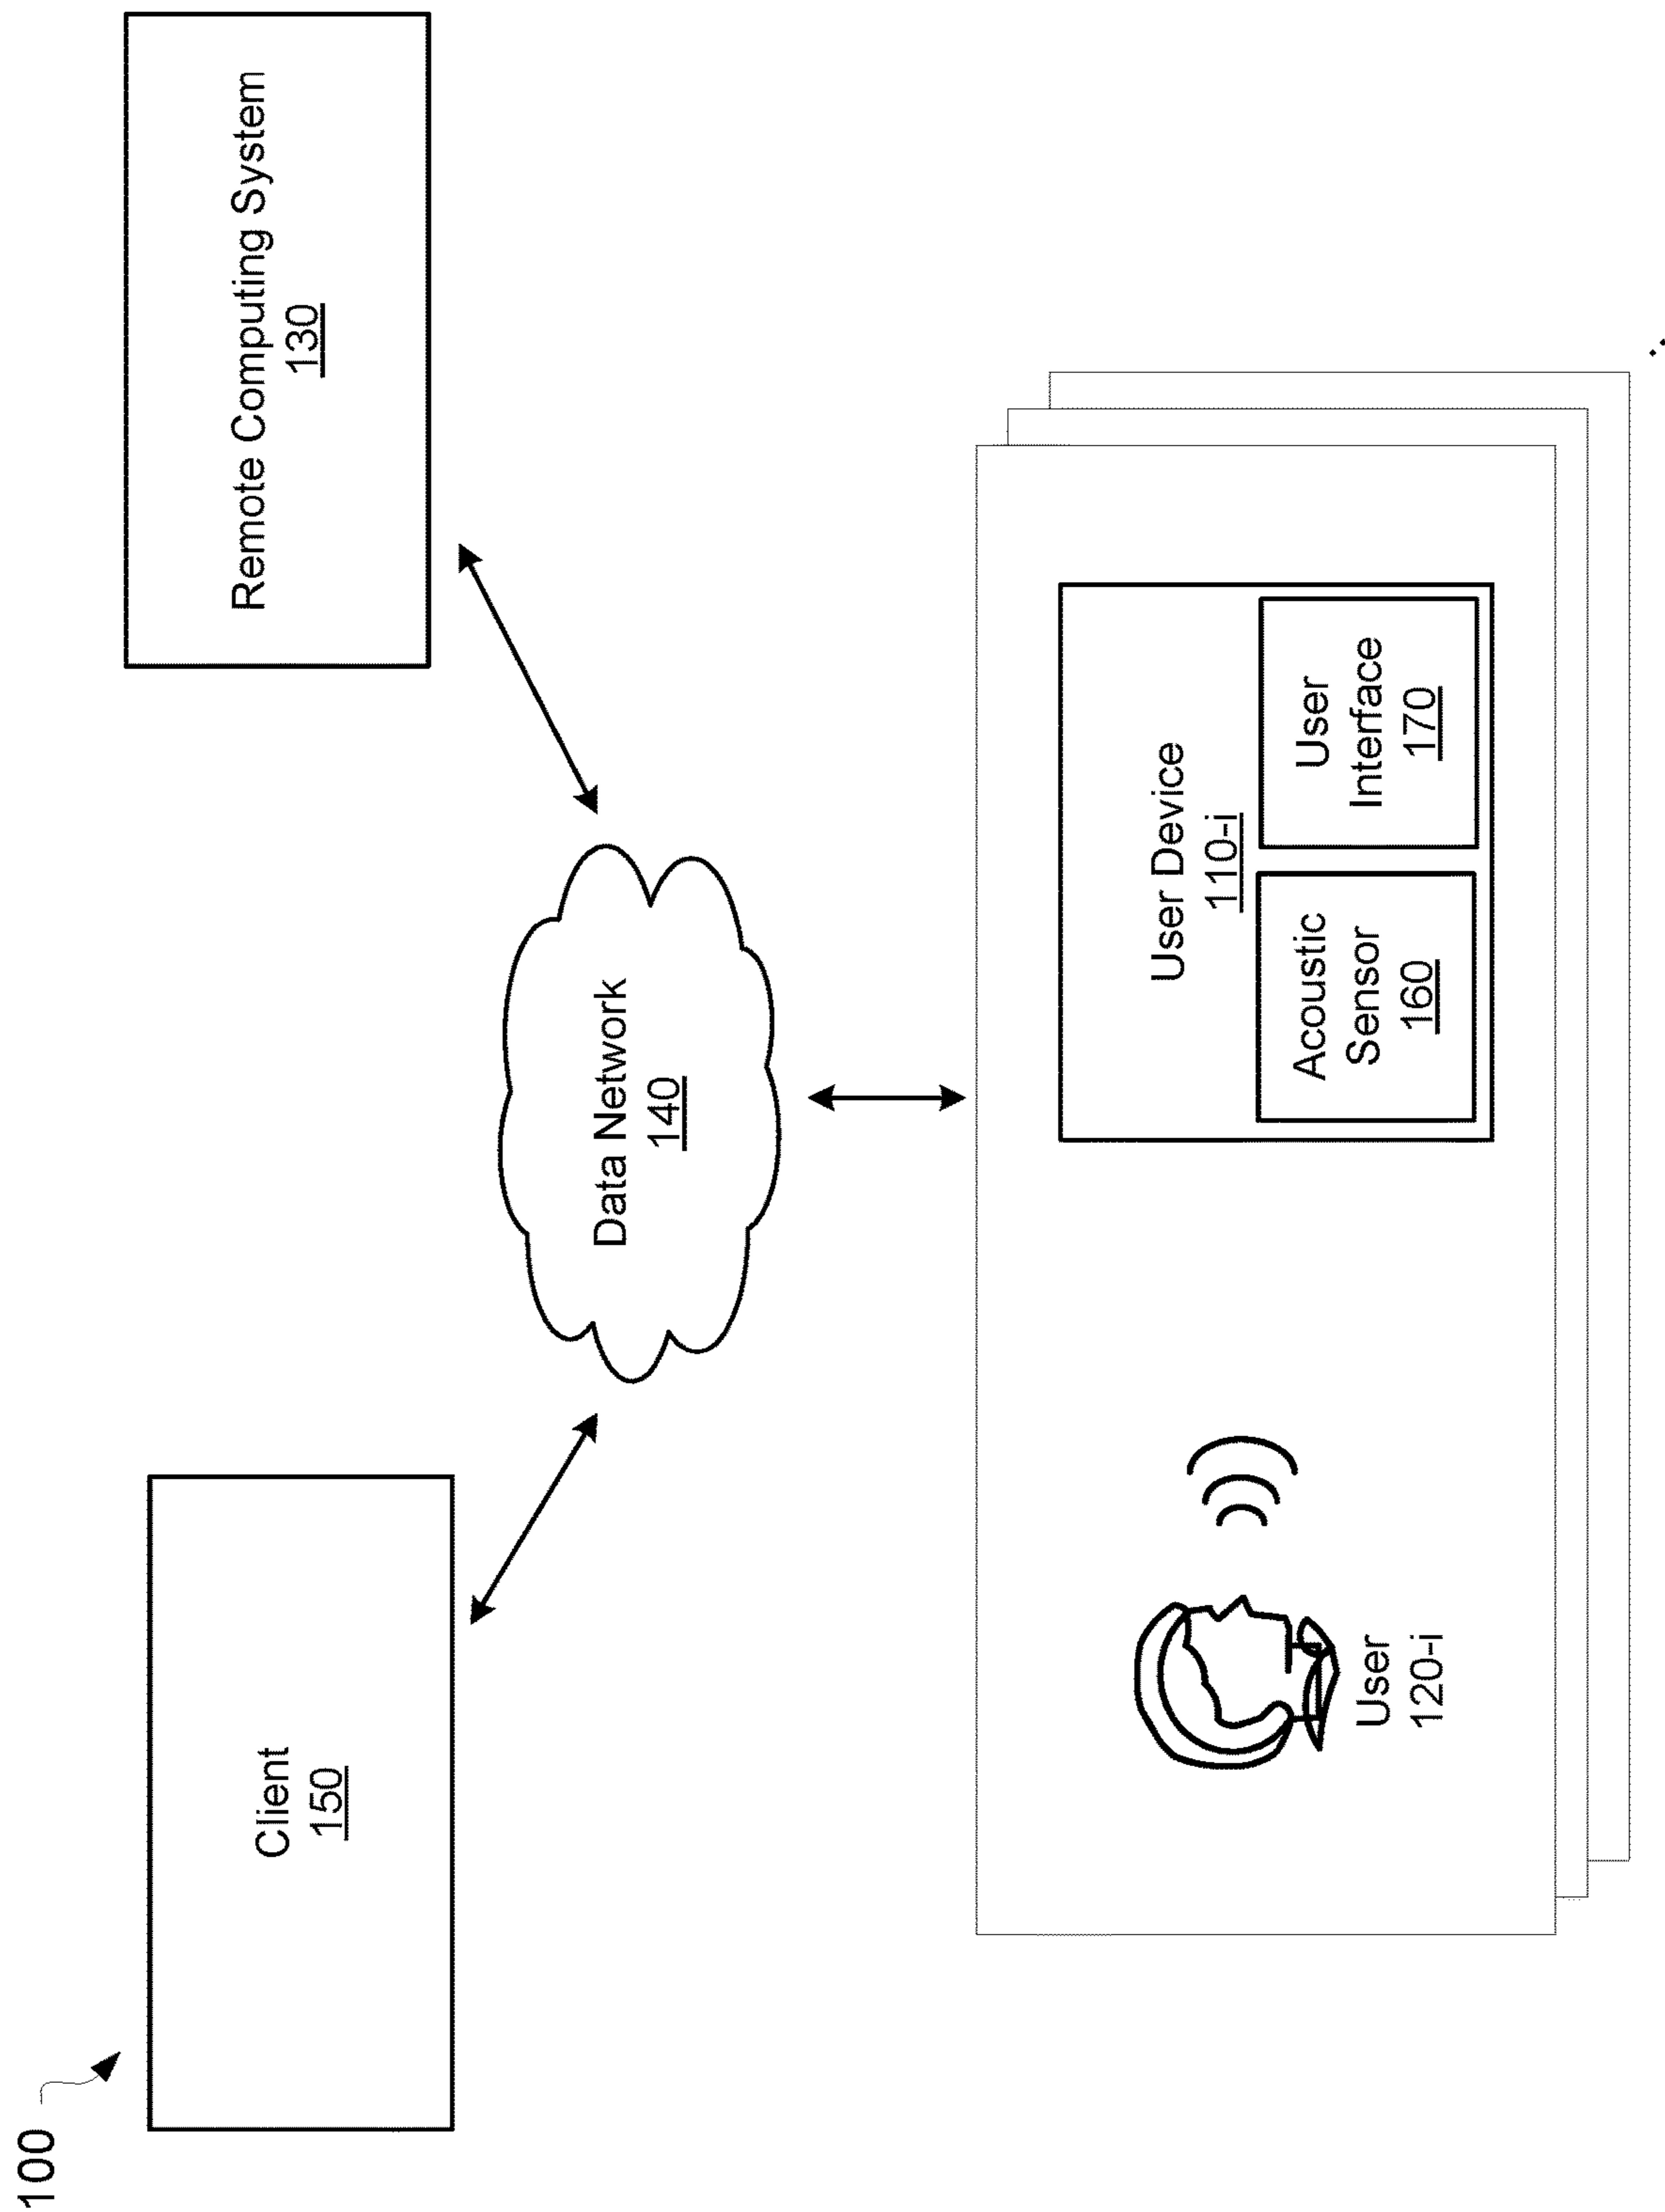 100
Client
150
Remote Computing System
130
Data Network
140
User
120-i
User Device
110-i
Acoustic
Sensor
160
User
Interface
170